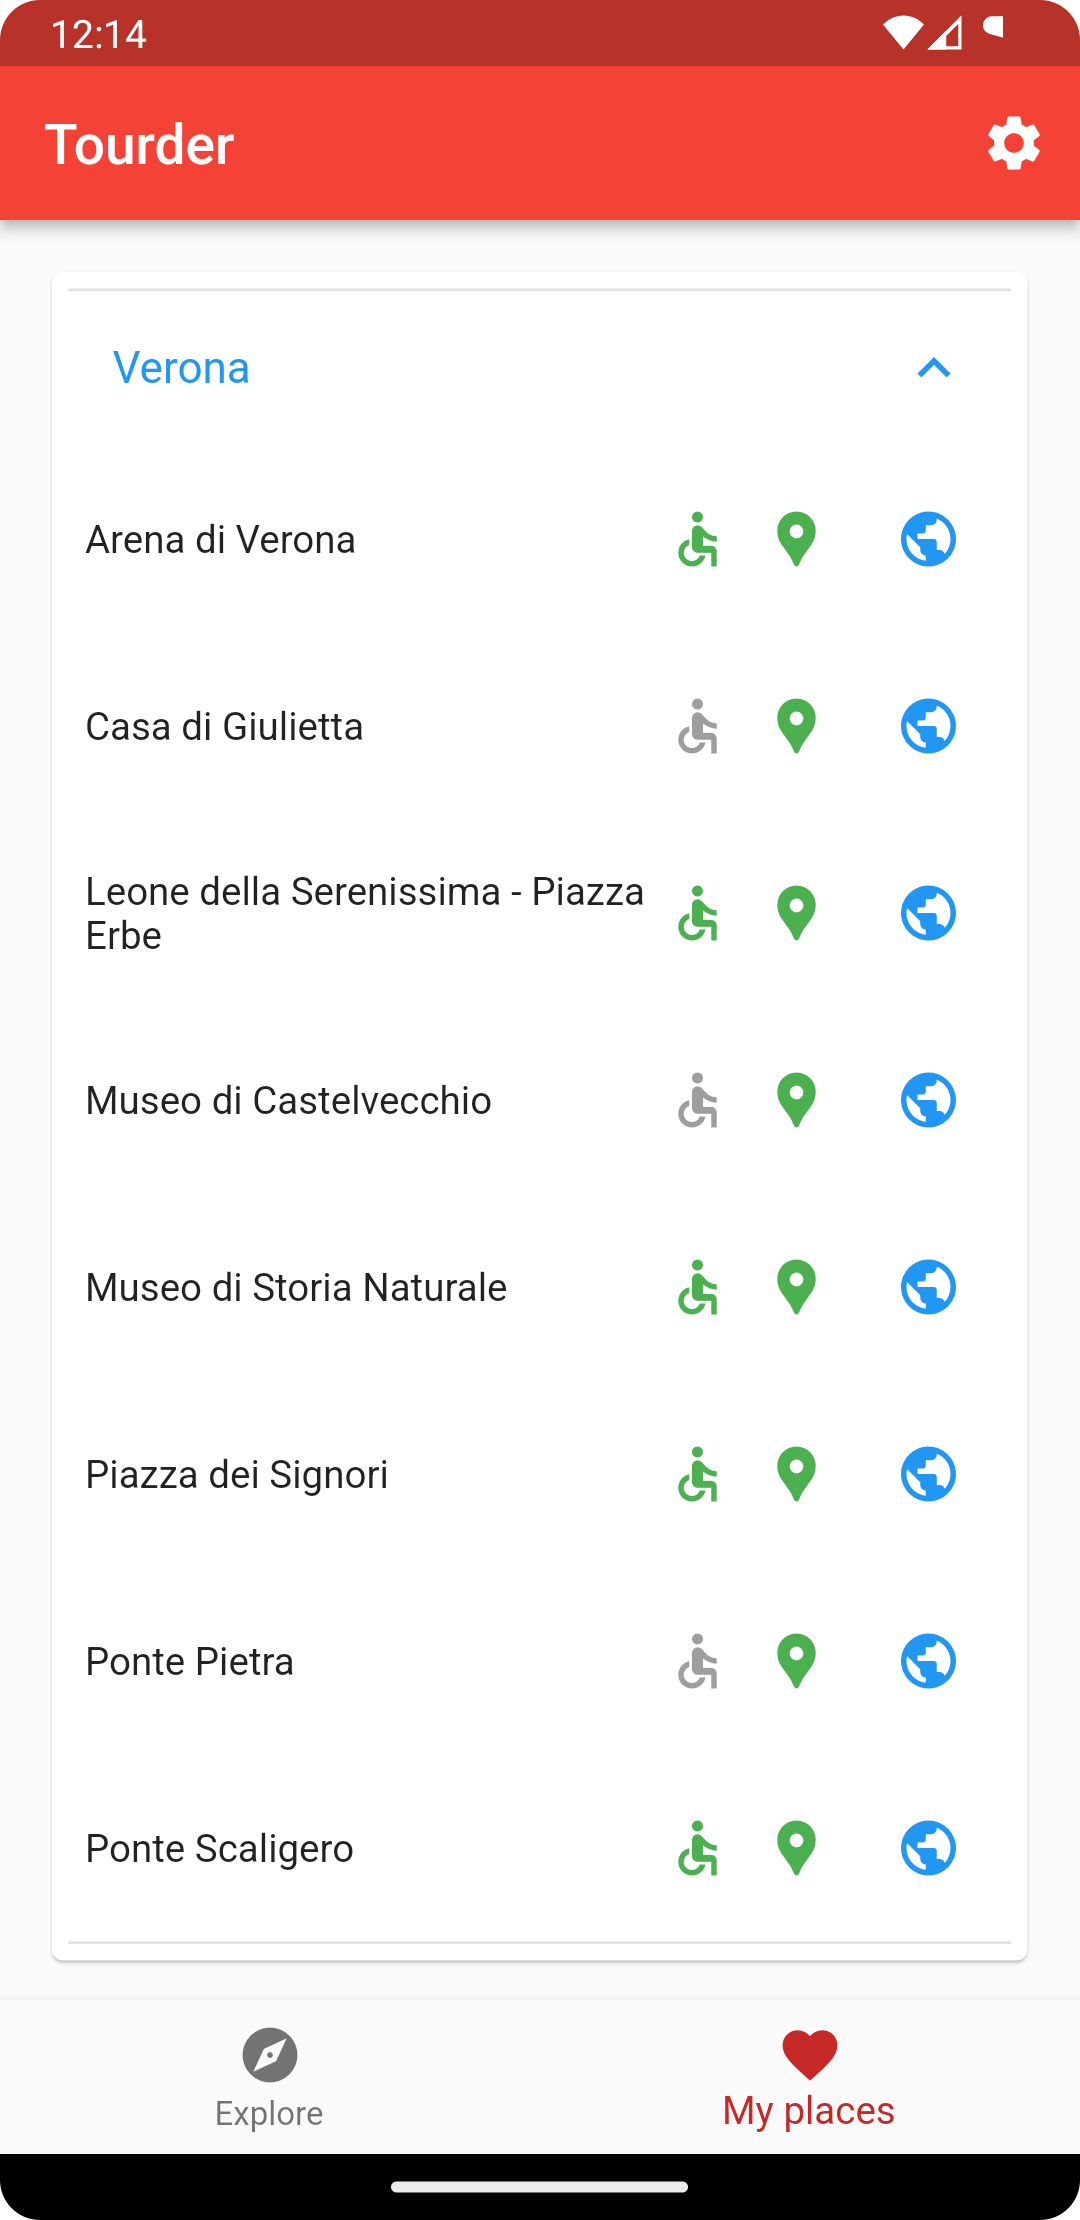 12:14
Tourder
Verona
Arena di Verona
Casa di Giulietta
Leone della Serenissima - Piazza
Erbe
Museo di Castelvecchio
Museo di Storia Naturale
Piazza dei Signori
Ponte Pietra
Ponte Scaligero
Explore
My places